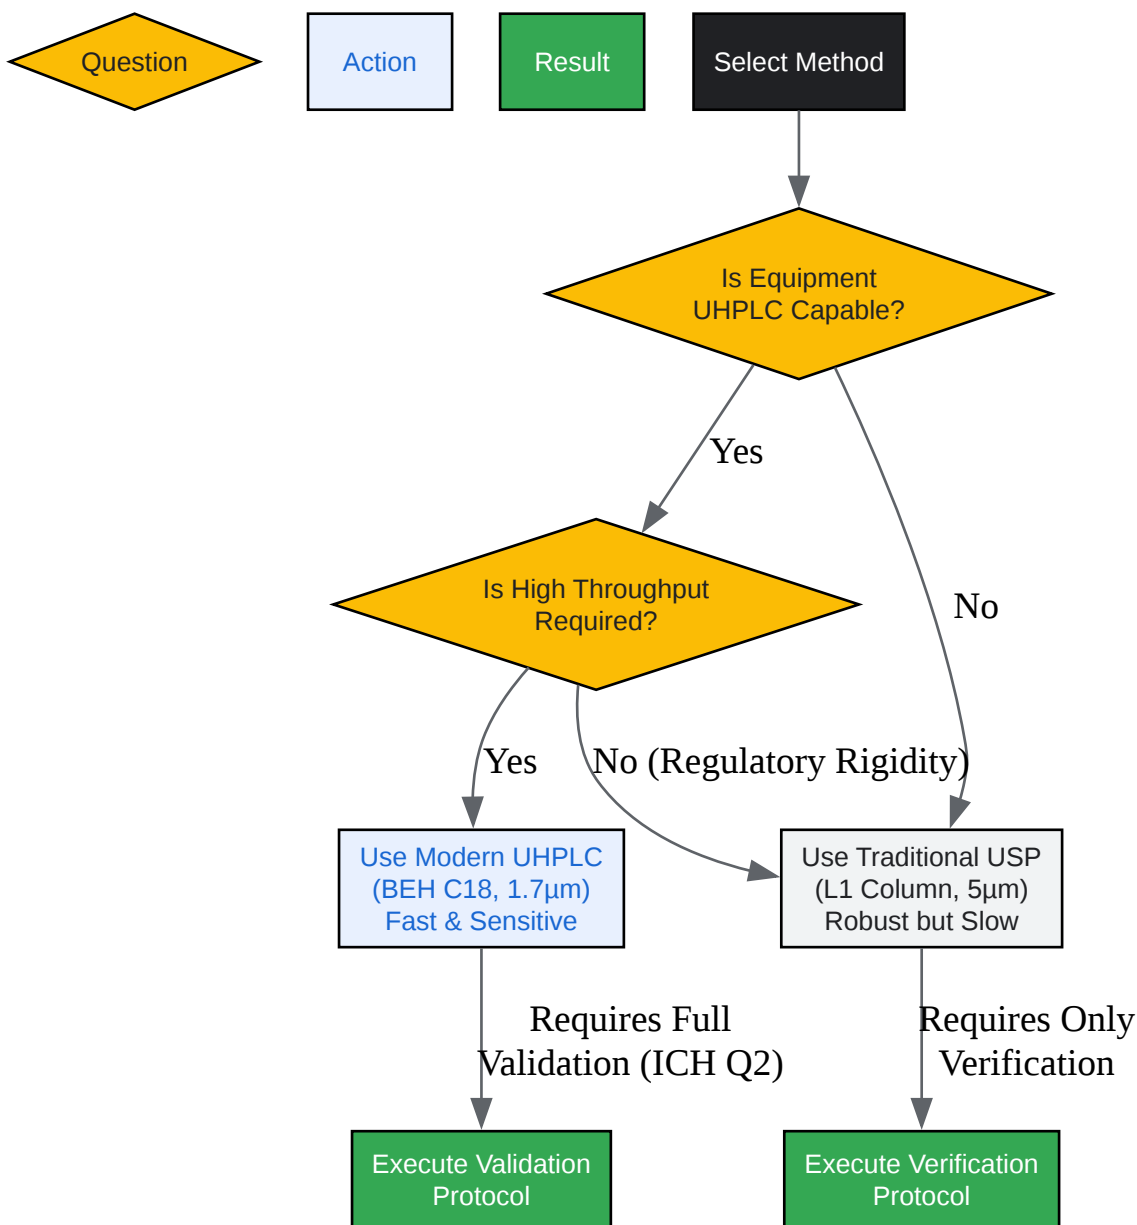 Question
Action
Result
Select Method
Is Equipment
UHPLC Capable?
Yes
No
Is High Throughput
Required?
Yes
No (Regulatory Rigidity)
Use Modern UHPLC
(BEH C18, 1.7µm)
Fast & Sensitive
Use Traditional USP
(L1 Column, 5µm)
Robust but Slow
Requires Full
Validation (ICH Q2)
Requires Only
Verification
Execute Validation
Protocol
Execute Verification
Protocol